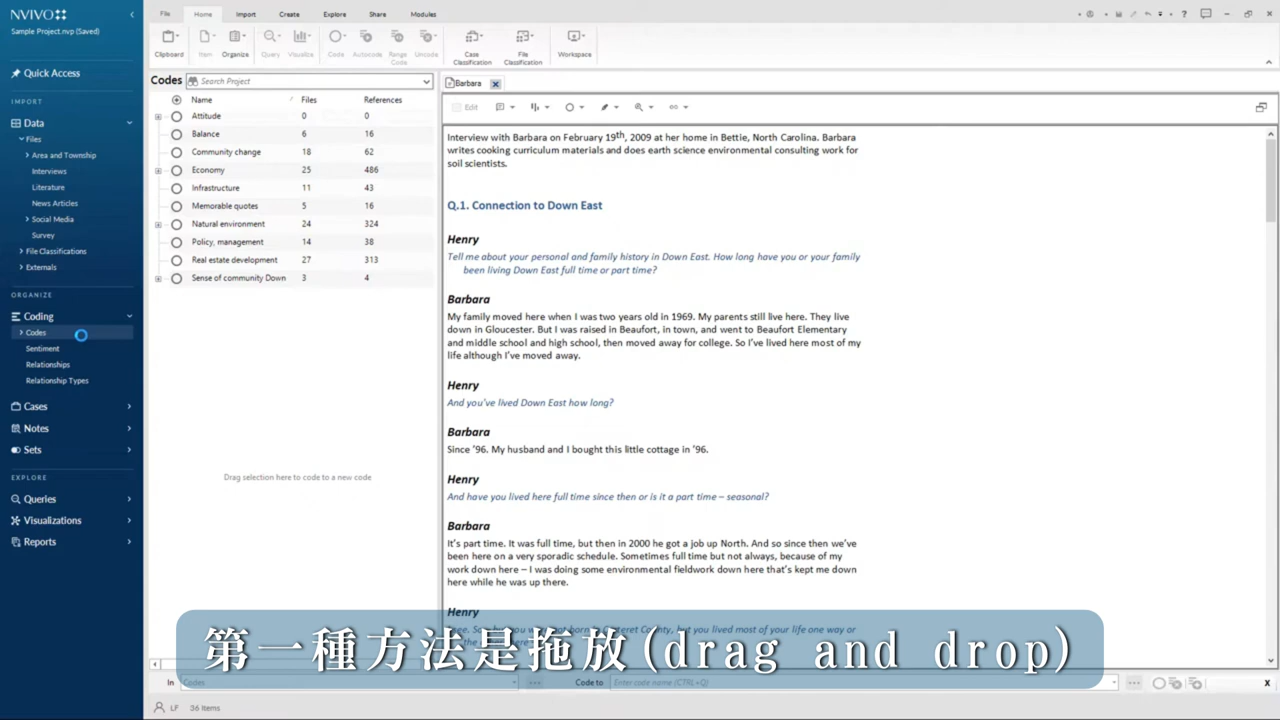 NVIVO
Sample Project.nvp (Saved)
Quick Access
IMPORT
Data
Files
Area and Township
Interviews
Literature
News Articles
Social Media
Survey
File Classifications
Externals
ORGANIZE
Coding
Codes
Sentiment
Relationships
Relationship Types
Cases
Notes
Sets
EXPLORE
Queries
Visualizations
Reports
File Home Import Create Explore Share Modules
Clipboard Item Organize Query Visualize Code Autocode Range Code Uncode Case Classification File Classification Workspace
Codes Search Project
Name Files References
Attitude 0 0
Balance 6 16
Community change 18 62
Economy 25 486
Infrastructure 11 43
Memorable quotes 5 16
Natural environment 24 324
Policy, management 14 38
Real estate development 27 313
Sense of community Down 3 4
Drag selection here to code to a new code
Barbara
Edit
Interview with Barbara on February 19th, 2009 at her home in Bettie, North Carolina. Barbara
writes cooking curriculum materials and does earth science environmental consulting work for
soil scientists.
Q.1. Connection to Down East
Henry
Tell me about your personal and family history in Down East. How long have you or your family
been living Down East full time or part time?
Barbara
My family moved here when I was two years old in 1969. My parents still live here. They live
down in Gloucester. But I was raised in Beaufort, in town, and went to Beaufort Elementary
and middle school and high school, then moved away for college. So I've lived here most of my
life although I've moved away.
Henry
And you've lived Down East how long?
Barbara
Since '96. My husband and I bought this little cottage in '96.
Henry
And have you lived here full time since then or is it a part time – seasonal?
Barbara
It's part time. It was full time, but then in 2000 he got a job up North. And so since then we've
been here on a very sporadic schedule. Sometimes full time but not always, because of my
work down here – I was doing some environmental fieldwork down here that's kept me down
here while he was up there.
Henry
but you lived most of your life one way or
第一種方法是拖放(drag and drop)
In Codes Code to Enter code name (CTRL+Q)
LF 36 Items